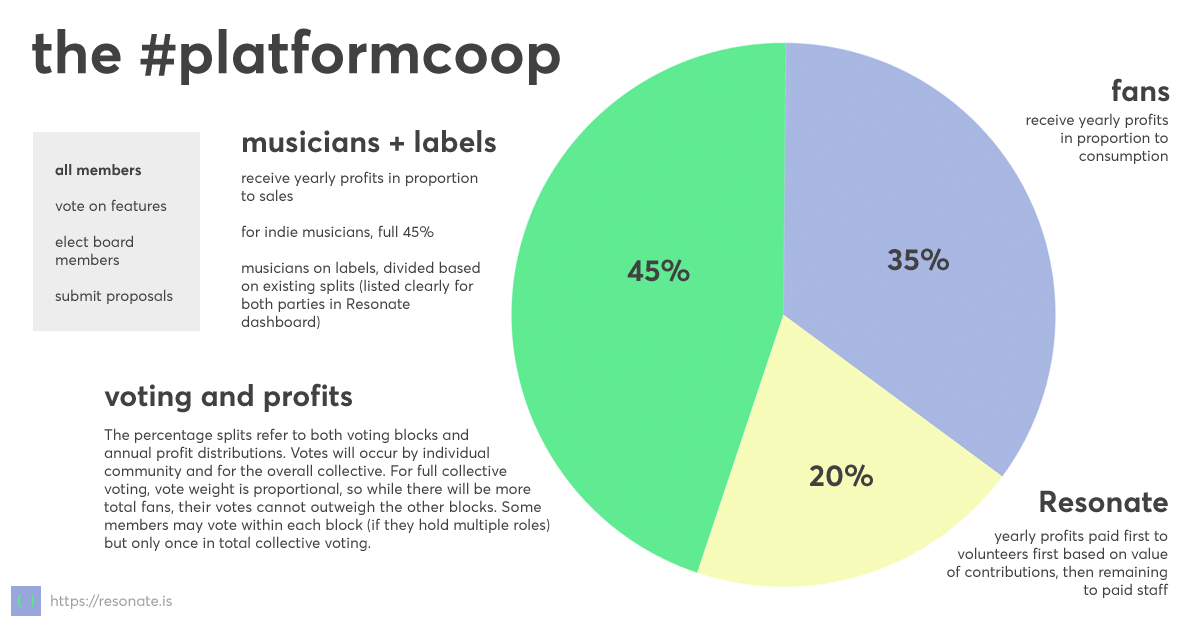 the #platformcoop
all members
vote on features
elect board
members
submit proposals
musicians + labels
receive yearly profits in proportion
to sales
for indie musicians, full 45%
musicians on labels, divided based
on existing splits (listed clearly for
both parties in Resonate
dashboard)
voting and profits
The percentage splits refer to both voting blocks and
annual profit distributions. Votes will occur by individual
community and for the overall collective. For full collective
voting, vote weight is proportional, so while there will be more
total fans, their votes cannot outweigh the other blocks. Some
members may vote within each block (if they hold multiple roles)
but only once in total collective voting.
45%
35%
20%
fans
receive yearly profits
in proportion to
consumption
Resonate
yearly profits paid first to
volunteers first based on value
of contributions, then remaining
to paid staff
( )
https://resonate.is